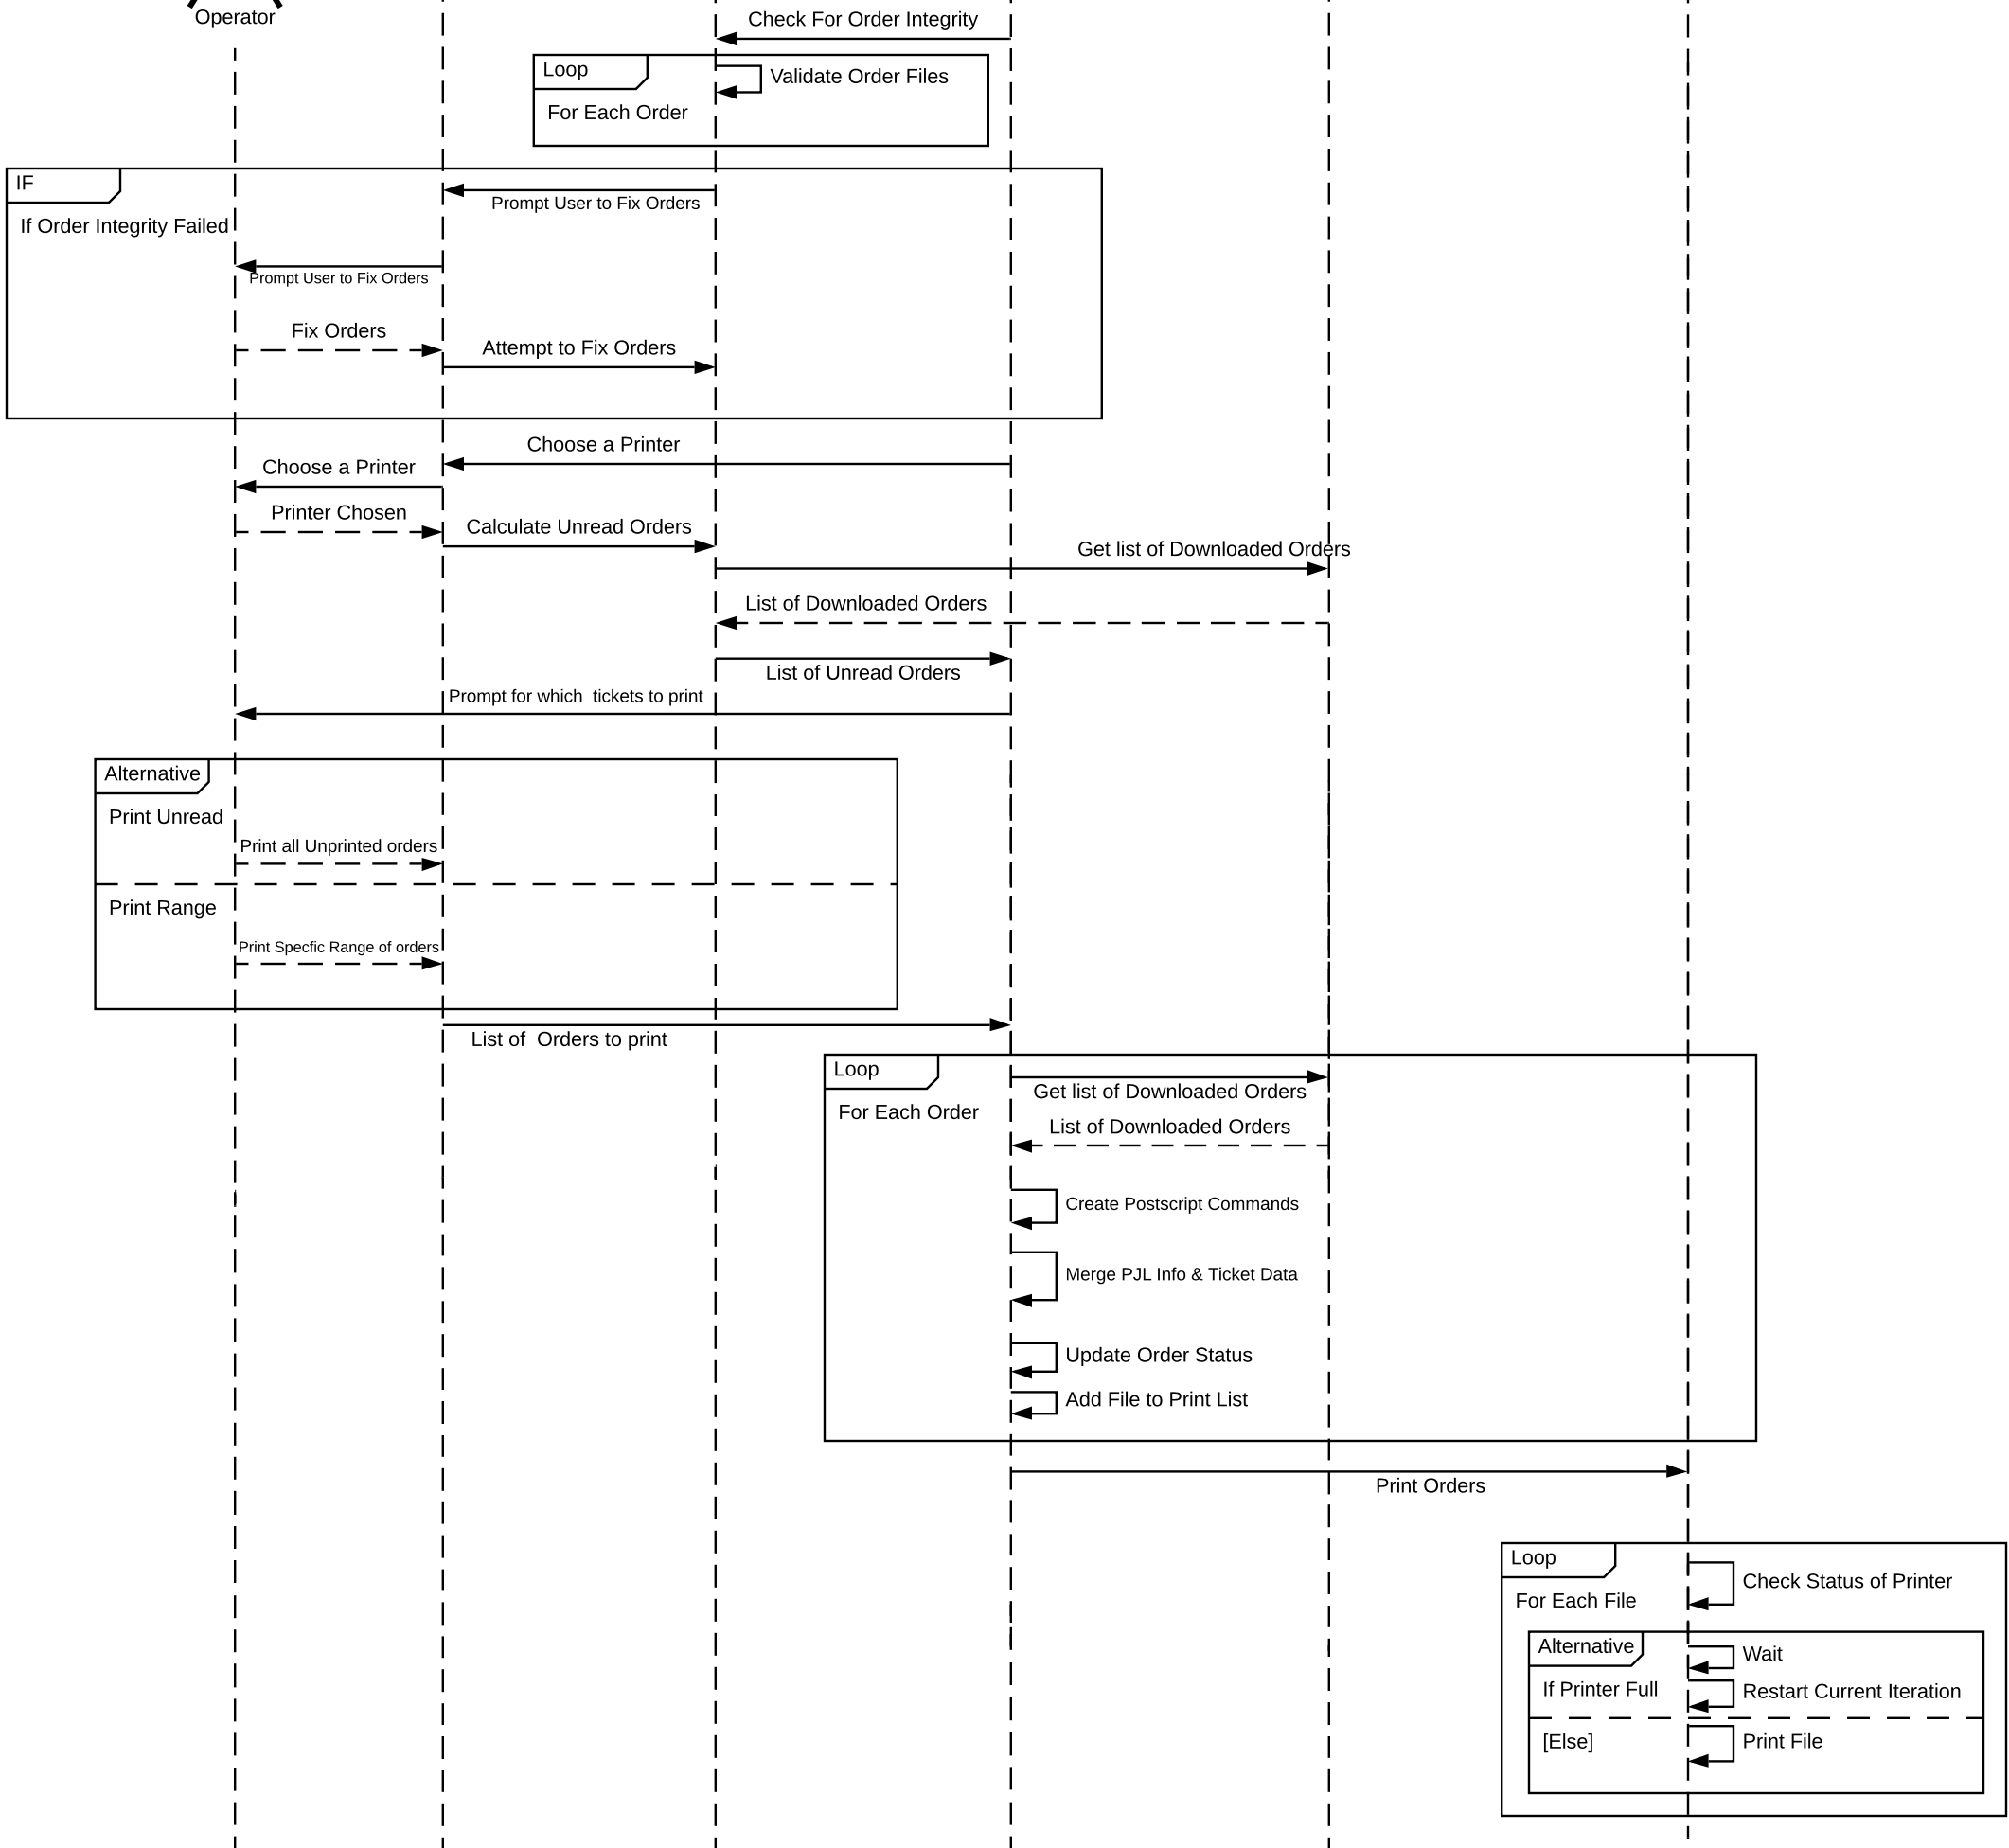 Operator
Check For Order Integrity
Loop
Validate Order Files
For Each Order
IF
Prompt User to Fix Orders
If Order Integrity Failed
Prompt User to Fix Orders
Fix Orders
Attempt to Fix Orders
Choose a Printer
Choose a Printer
Printer Chosen
Calculate Unread Orders
Get list of Downloaded Orders
List of Downloaded Orders
List of Unread Orders
Prompt for which  tickets to print
Alternative
Print Unread
Print all Unprinted orders
Print Range
Print Specfic Range of orders
List of  Orders to print
Loop
Get list of Downloaded Orders
For Each Order
List of Downloaded Orders
Create Postscript Commands
Merge PJL Info & Ticket Data
Update Order Status
Add File to Print List
Print Orders
Loop
Check Status of Printer
For Each File
Alternative
Wait
If Printer Full
Restart Current Iteration
[Else]
Print File